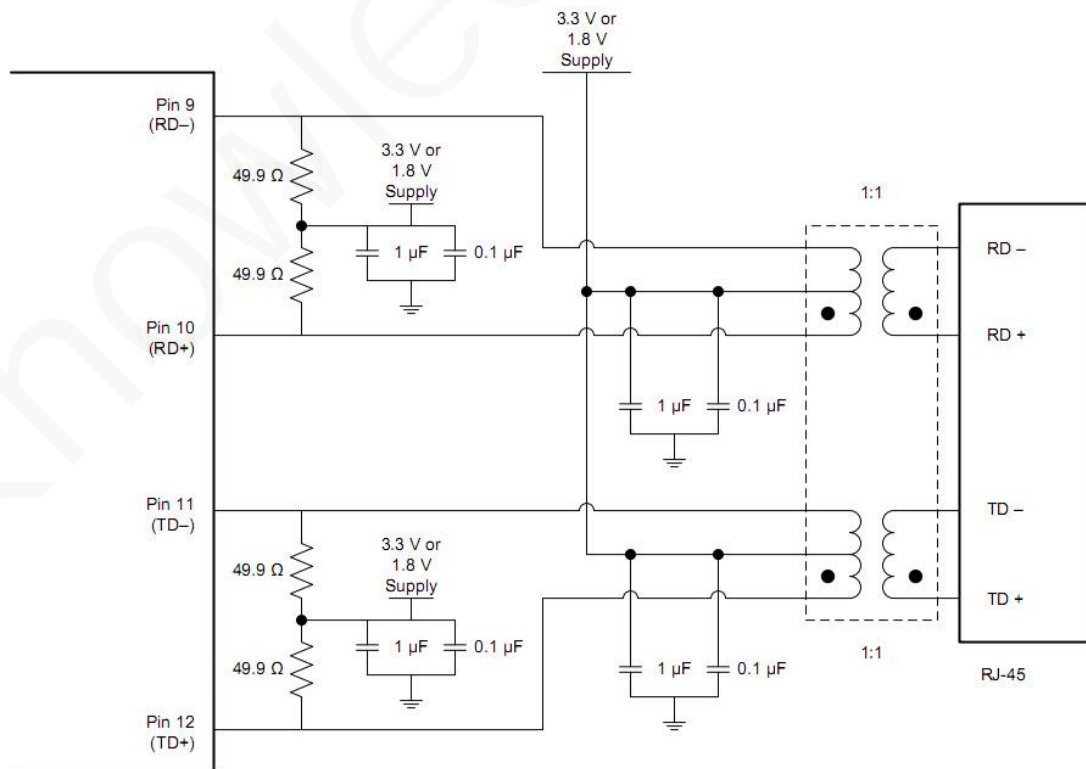 3.3 V or
1.8 V
Supply
Pin 9
(RD–)
3.3 V or
1.8 V
Supply
49.9 Ω
1:1
1 µF
0.1 µF
RD –
49.9 Ω
Pin 10
(RD+)
RD +
1 µF
0.1 µF
Pin 11
(TD–)
TD –
3.3 V or
1.8 V
Supply
49.9 Ω
TD +
1 µF
0.1 µF
1:1
49.9 Ω
1 µF
0.1 µF
RJ-45
Pin 12
(TD+)